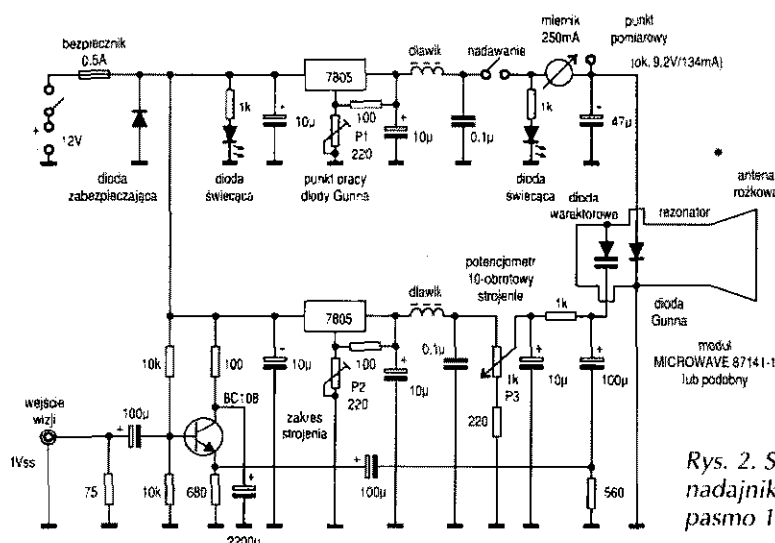 bezpiecznik
0.5A
12V
dioda
zabezpieczająca
1k
dioda
świecąca
10µ
7805
100
P1
220
punkt pracy
diody Gunna
10µ
dławik
0.1µ
nadawanie
1k
dioda
świecąca
miernik
250mA
punkt
pomiarowy
(ok. 9.2V/134mA)
47µ
dioda
waraktorowa
rezonator
antena
rożkowa
dioda
Gunna
moduł
MICROWAVE 87141-1
lub podobny
7805
10µ
100
P2
220
zakres
strojenia
10µ
dławik
0.1µ
potencjometr
10-obrotowy
strojenie
1k
P3
220
1k
10µ
100µ
10k
100
BC108
wejście
wizji
1Vss
100µ
75
10k
680
2200µ
100µ
560
Rys. 2. S
nadajnik
pasmo 1